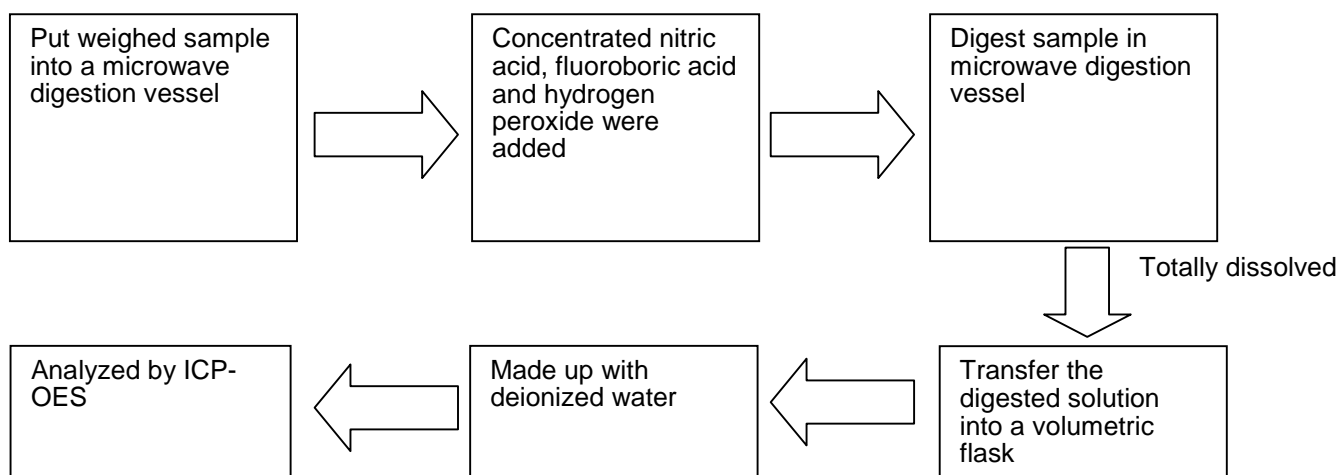 Put weighed sample
into a microwave
digestion vessel
Concentrated nitric
acid, fluoroboric acid
and hydrogen
peroxide were
added
Digest sample in
microwave digestion
vessel
Totally dissolved
Transfer the
digested solution
into a volumetric
flask
Made up with
deionized water
Analyzed by ICP-
OES